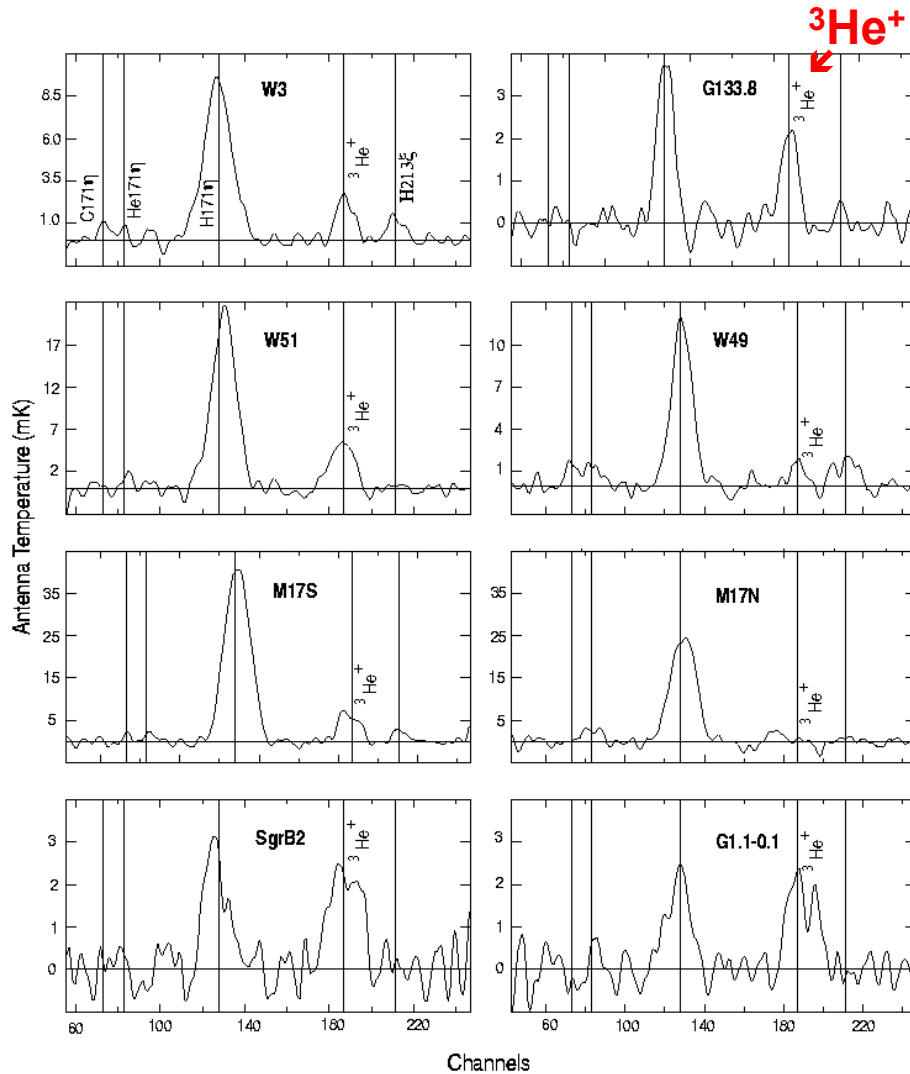 ³He⁺
W3
8.5
6.0
3.5
1.0
C171η
He171η
H171η
³He⁺
H213ξ
G133.8
3
2
1
0
³He⁺
W51
17
12
7
2
³He⁺
W49
10
7
4
1
³He⁺
M17S
35
25
15
5
³He⁺
M17N
35
25
15
5
³He⁺
SgrB2
3
2
1
0
³He⁺
60 100 140 180 220
G1.1-0.1
3
2
1
0
³He⁺
60 100 140 180 220
Antenna Temperature (mK)
Channels